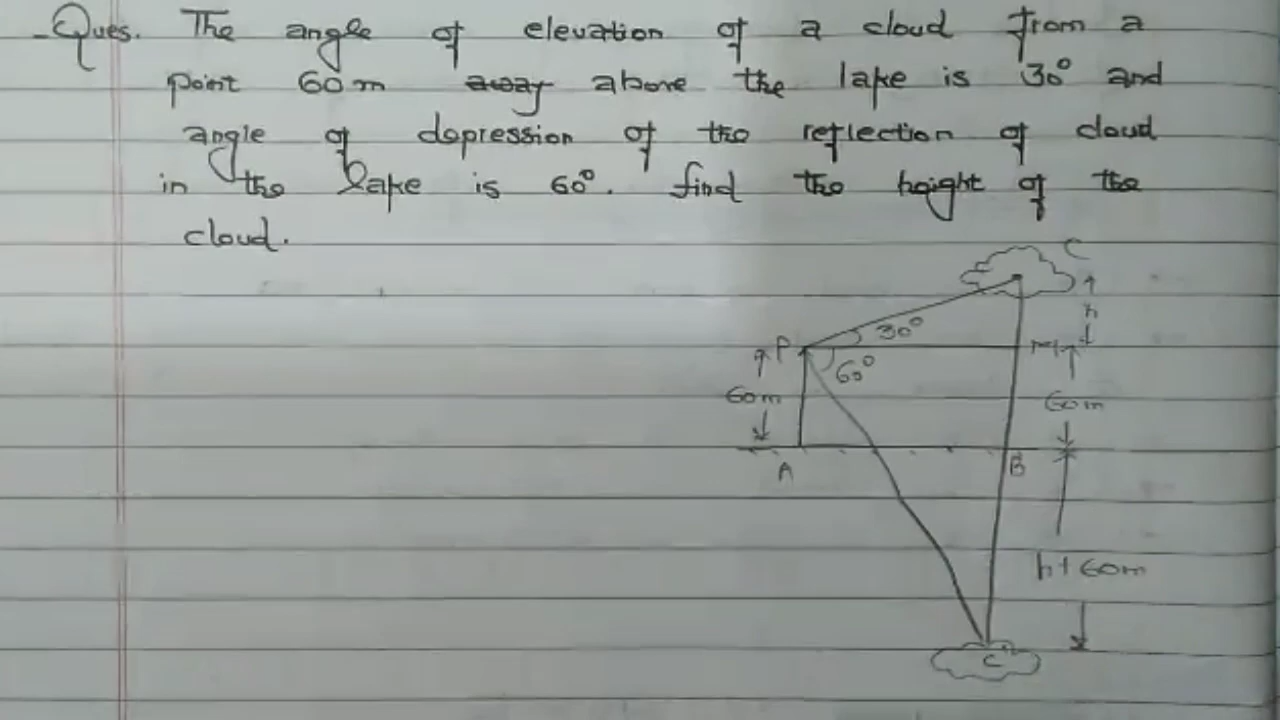 Ques. The angle of elevation of a cloud from a
point 60m away above the lake is 30° and
angle of depression of the reflection of cloud
in the lake is 60°. find the height of the
cloud.
C
h
30°
P
M
60°
60m
60m
A
B
h+60m
C